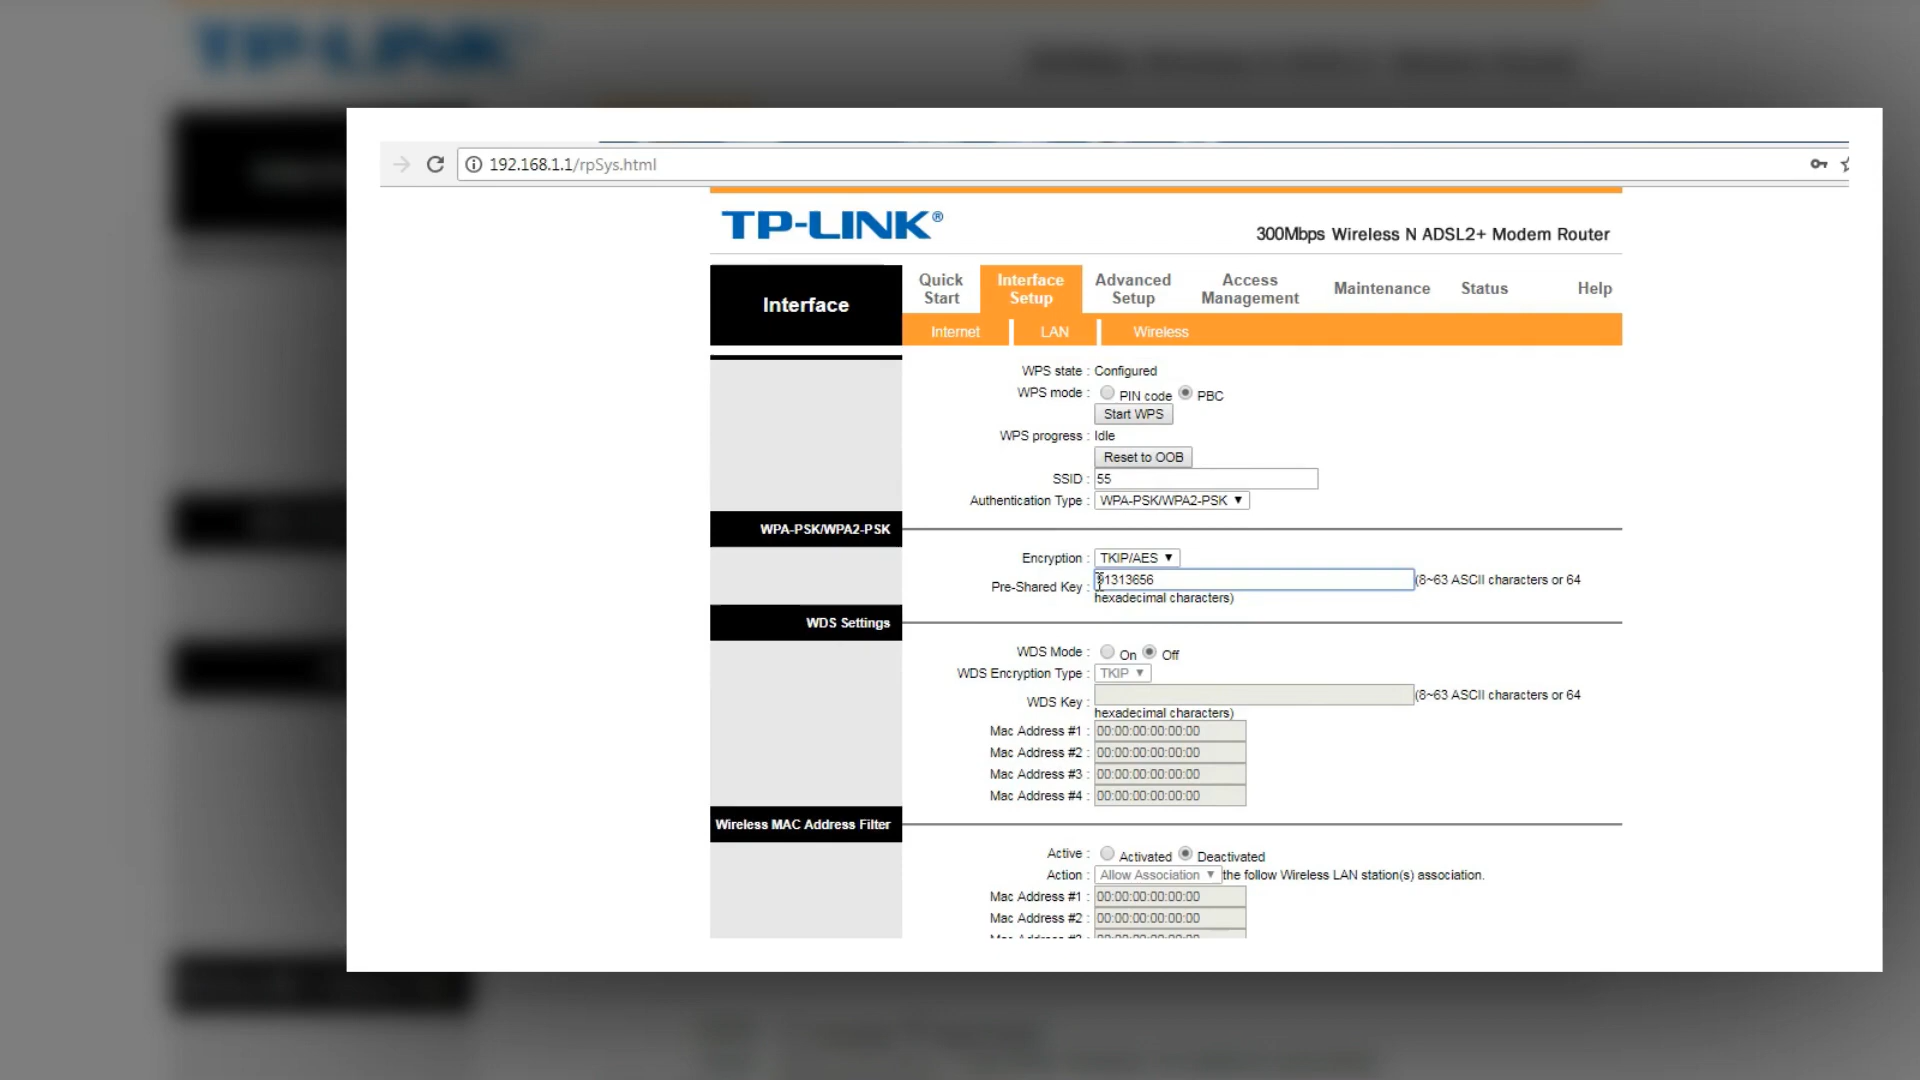 TP-LINK
192.168.1.1/rpSys.html
TP-LINK®
300Mbps Wireless N ADSL2+ Modem Router
Interface
Quick Start
Interface Setup
Advanced Setup
Access Management
Maintenance
Status
Help
Internet
LAN
Wireless
WPS state : Configured
WPS mode : PIN code PBC
Start WPS
WPS progress : Idle
Reset to OOB
SSID : 55
Authentication Type : WPA-PSK/WPA2-PSK
WPA-PSK/WPA2-PSK
Encryption : TKIP/AES
Pre-Shared Key : (8~63 ASCII characters or 64
hexadecimal characters)
WDS Settings
WDS Mode : On Off
WDS Encryption Type : TKIP
WDS Key : (8~63 ASCII characters or 64
hexadecimal characters)
Mac Address #1 : 00:00:00:00:00:00
Mac Address #2 : 00:00:00:00:00:00
Mac Address #3 : 00:00:00:00:00:00
Mac Address #4 : 00:00:00:00:00:00
Wireless MAC Address Filter
Active : Activated Deactivated
Action : Allow Association the follow Wireless LAN station(s) association.
Mac Address #1 : 00:00:00:00:00:00
Mac Address #2 : 00:00:00:00:00:00